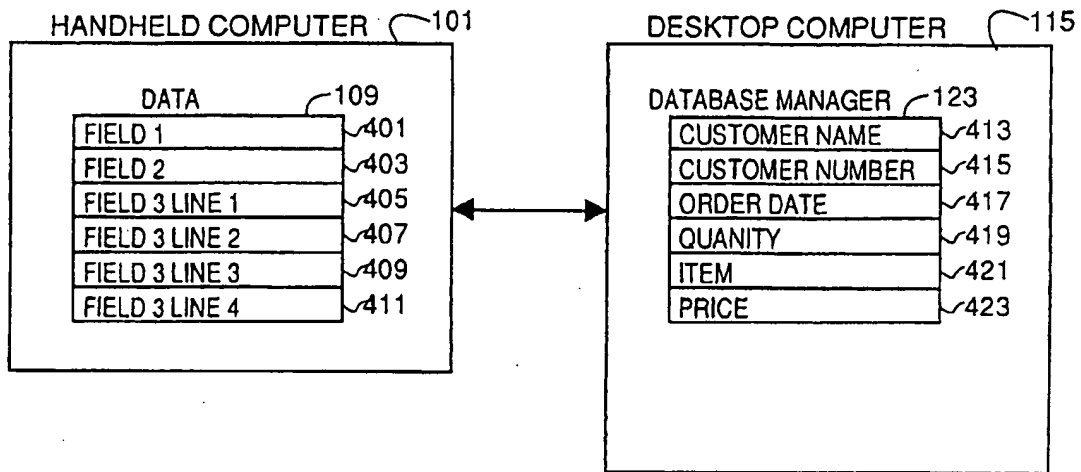 HANDHELD COMPUTER 101
DATA 109
FIELD 1 401
FIELD 2 403
FIELD 3 LINE 1 405
FIELD 3 LINE 2 407
FIELD 3 LINE 3 409
FIELD 3 LINE 4 411
DESKTOP COMPUTER 115
DATABASE MANAGER 123
CUSTOMER NAME 413
CUSTOMER NUMBER 415
ORDER DATE 417
QUANITY 419
ITEM 421
PRICE 423